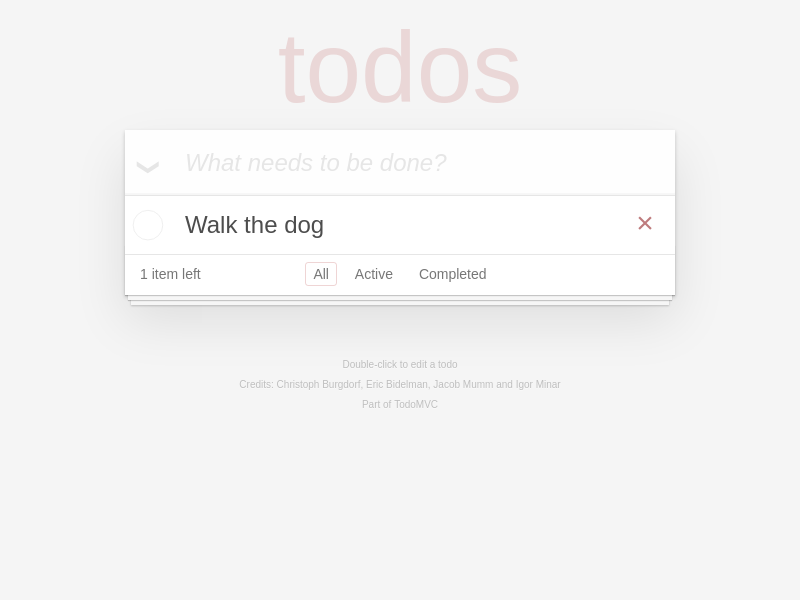 todos
What needs to be done?
Walk the dog
1 item left All Active Completed
Double-click to edit a todo
Credits: Christoph Burgdorf, Eric Bidelman, Jacob Mumm and Igor Minar
Part of TodoMVC